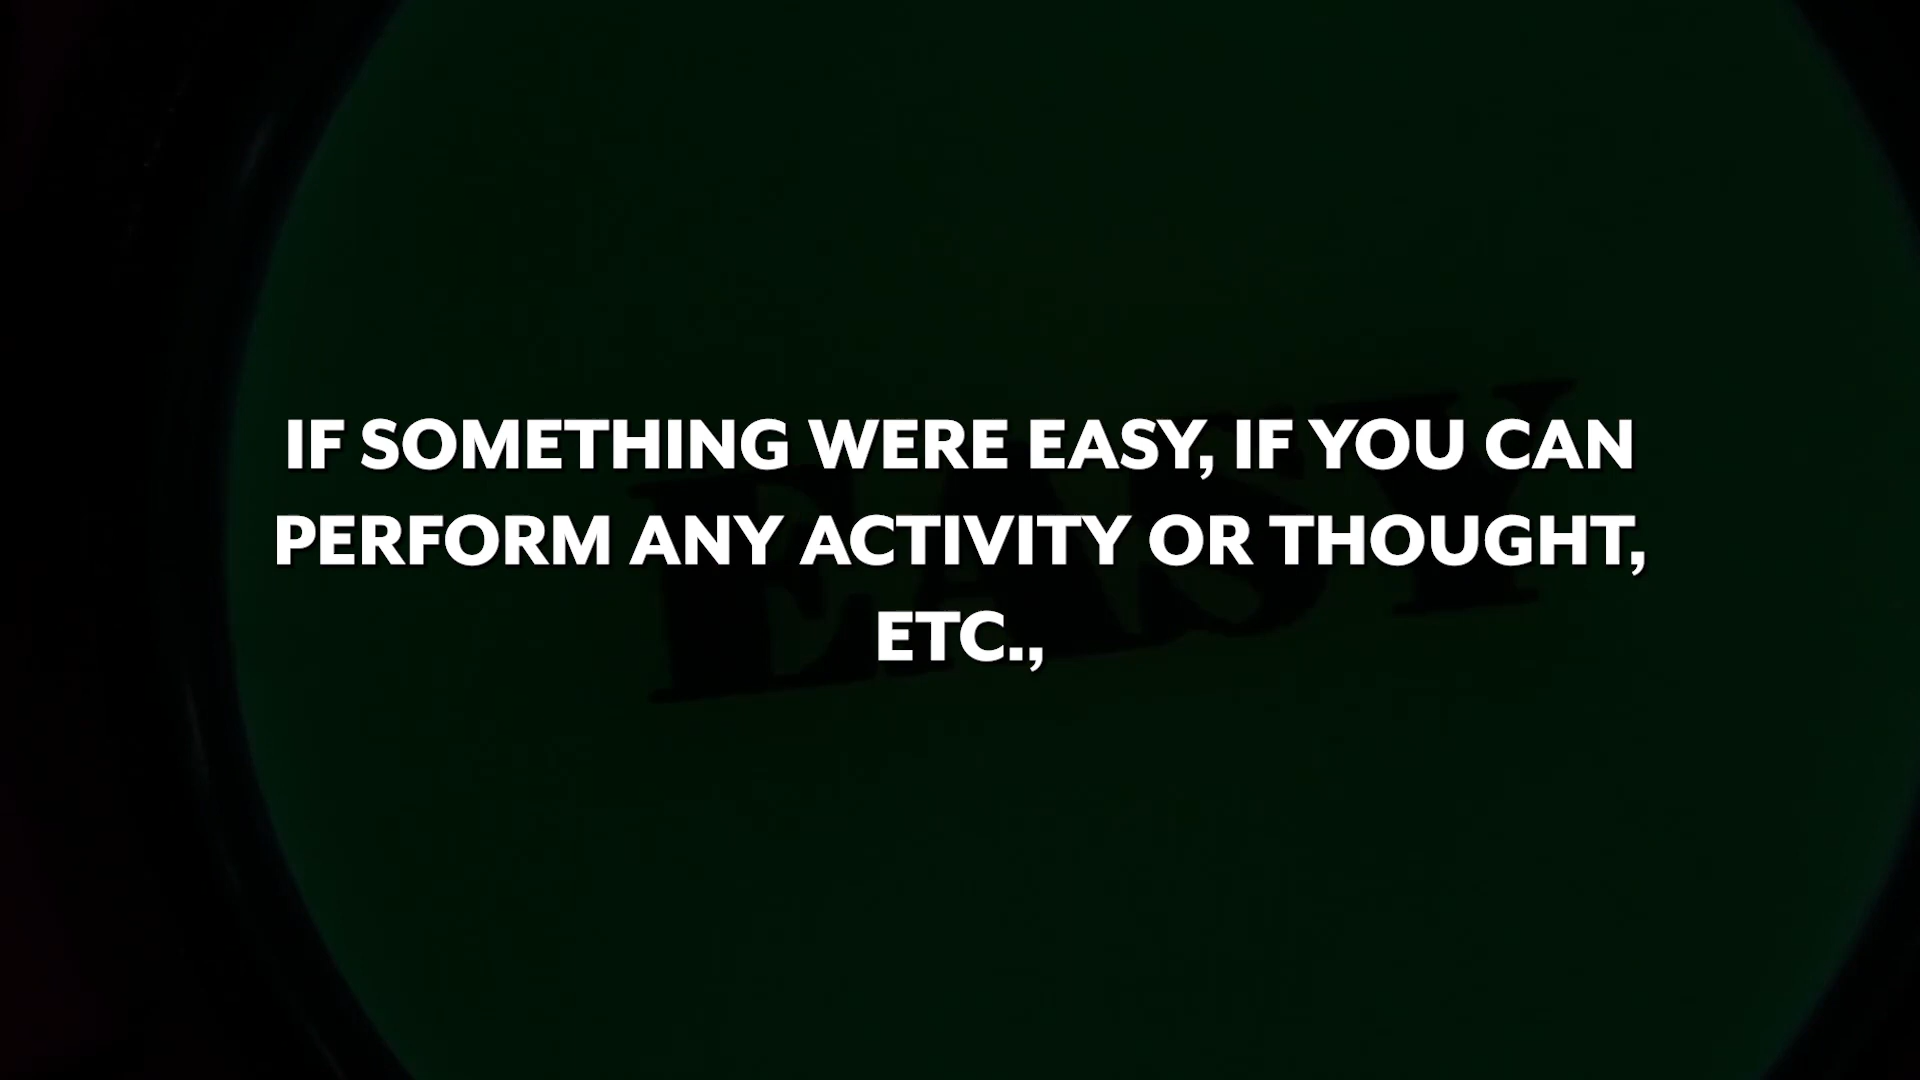 IF SOMETHING WERE EASY, IF YOU CAN
PERFORM ANY ACTIVITY OR THOUGHT,
ETC.,
EASY